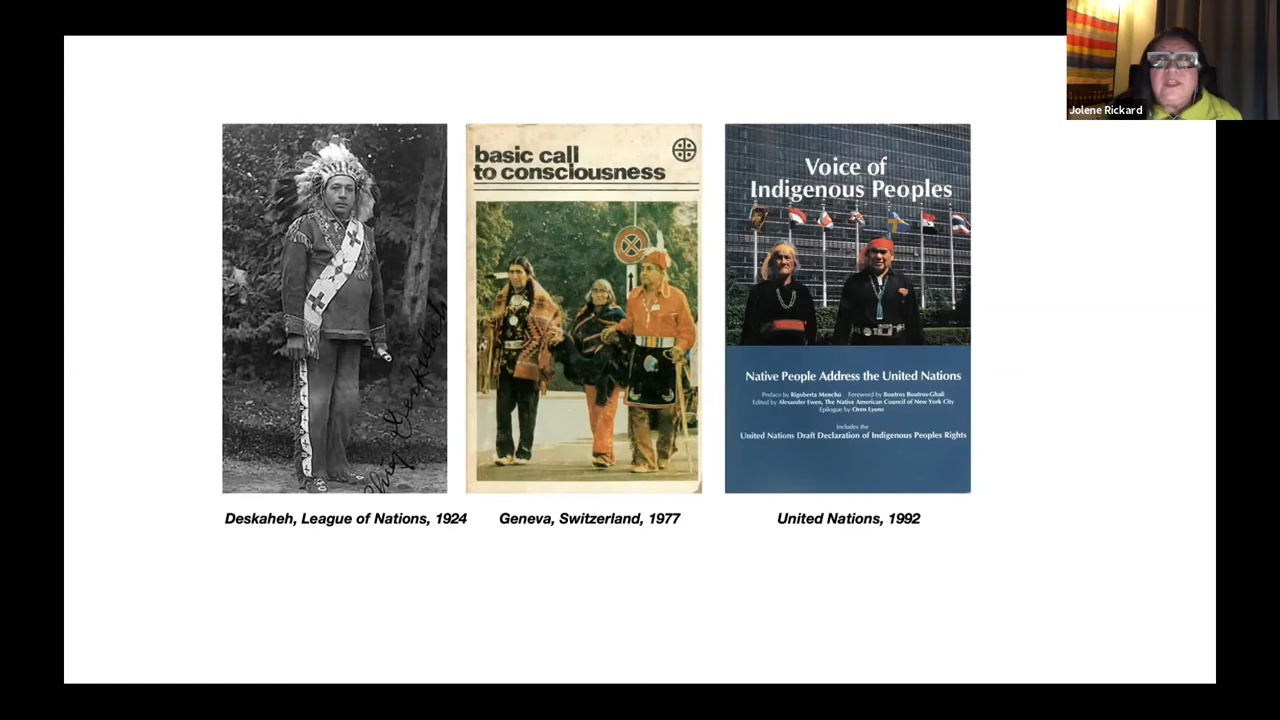 Jolene Rickard
Chief Deskaheh
basic call
to consciousness
Voice of
Indigenous Peoples
Native People Address the United Nations
Preface by Rigoberta Menchú Foreword by Boutros Boutros-Ghali
Edited by Alexander Ewen, The Native American Council of New York City
Epilogue by Oren Lyons
Includes the
United Nations Draft Declaration of Indigenous Peoples Rights
Deskaheh, League of Nations, 1924
Geneva, Switzerland, 1977
United Nations, 1992